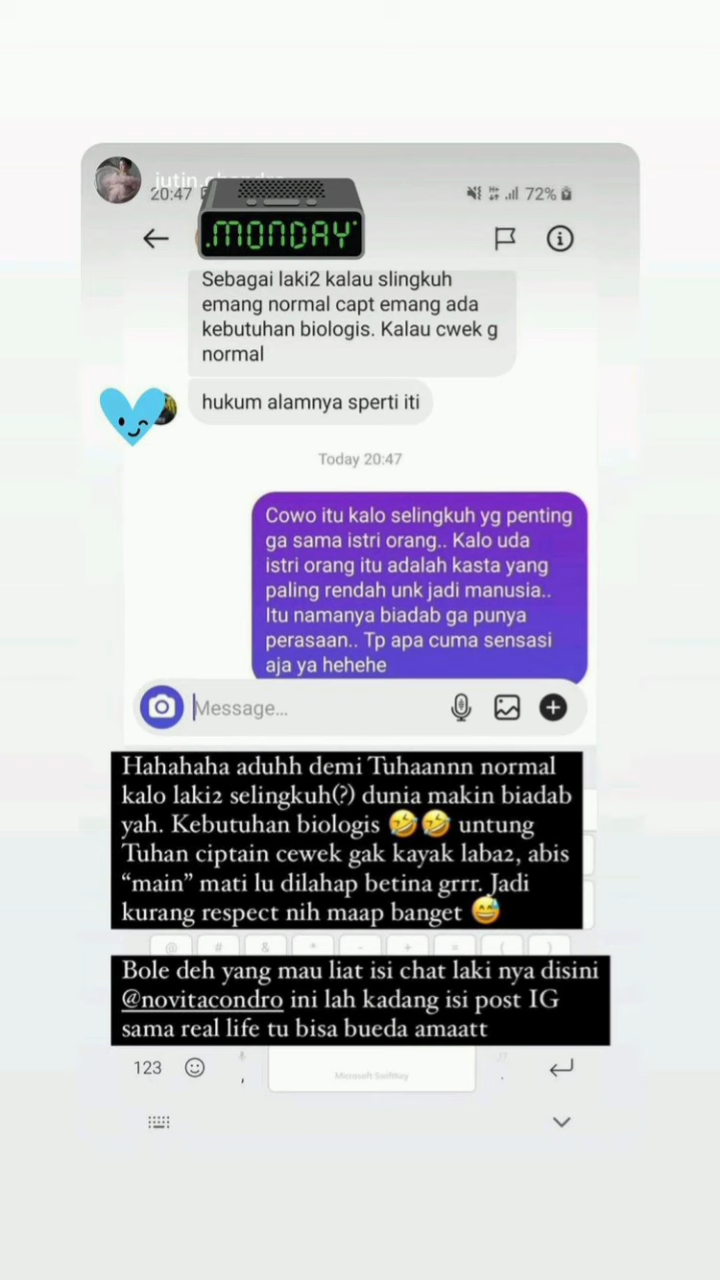 20:47
72%
MONDAY
Sebagai laki2 kalau slingkuh
emang normal capt emang ada
kebutuhan biologis. Kalau cwek g
normal
hukum alamnya sperti iti
Today 20:47
Cowo itu kalo selingkuh yg penting
ga sama istri orang.. Kalo uda
istri orang itu adalah kasta yang
paling rendah unk jadi manusia..
Itu namanya biadab ga punya
perasaan.. Tp apa cuma sensasi
aja ya hehehe
Message...
Hahahaha aduhh demi Tuhaannnn normal
kalo laki2 selingkuh(?) dunia makin biadab
yah. Kebutuhan biologis 🤣🤣 untung
Tuhan ciptain cewek gak kayak laba2, abis
“main” mati lu dilahap betina grrr. Jadi
kurang respect nih maap banget 😅
@ # & * - + = ( )
Bole deh yang mau liat isi chat laki nya disini
@novitacondro ini lah kadang isi post IG
sama real life tu bisa bueda amaatt
123 , Microsoft SwiftKey .